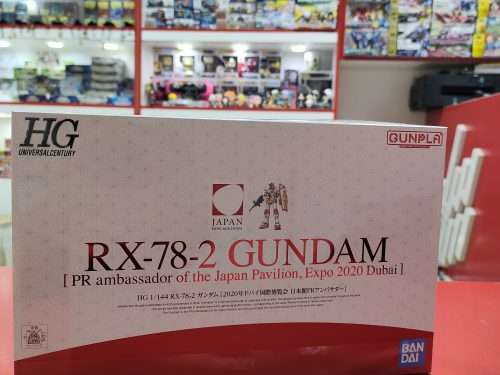 HG
UNIVERSAL CENTURY
GUNPLA
JAPAN
RX-78-2 GUNDAM
[ PR ambassador of the Japan Pavilion, Expo 2020 Dubai ]
HG 1/144 RX-78-2 ガンダム [2020年ドバイ国際博覧会 日本館PRアンバサダー]
BAN
DAI